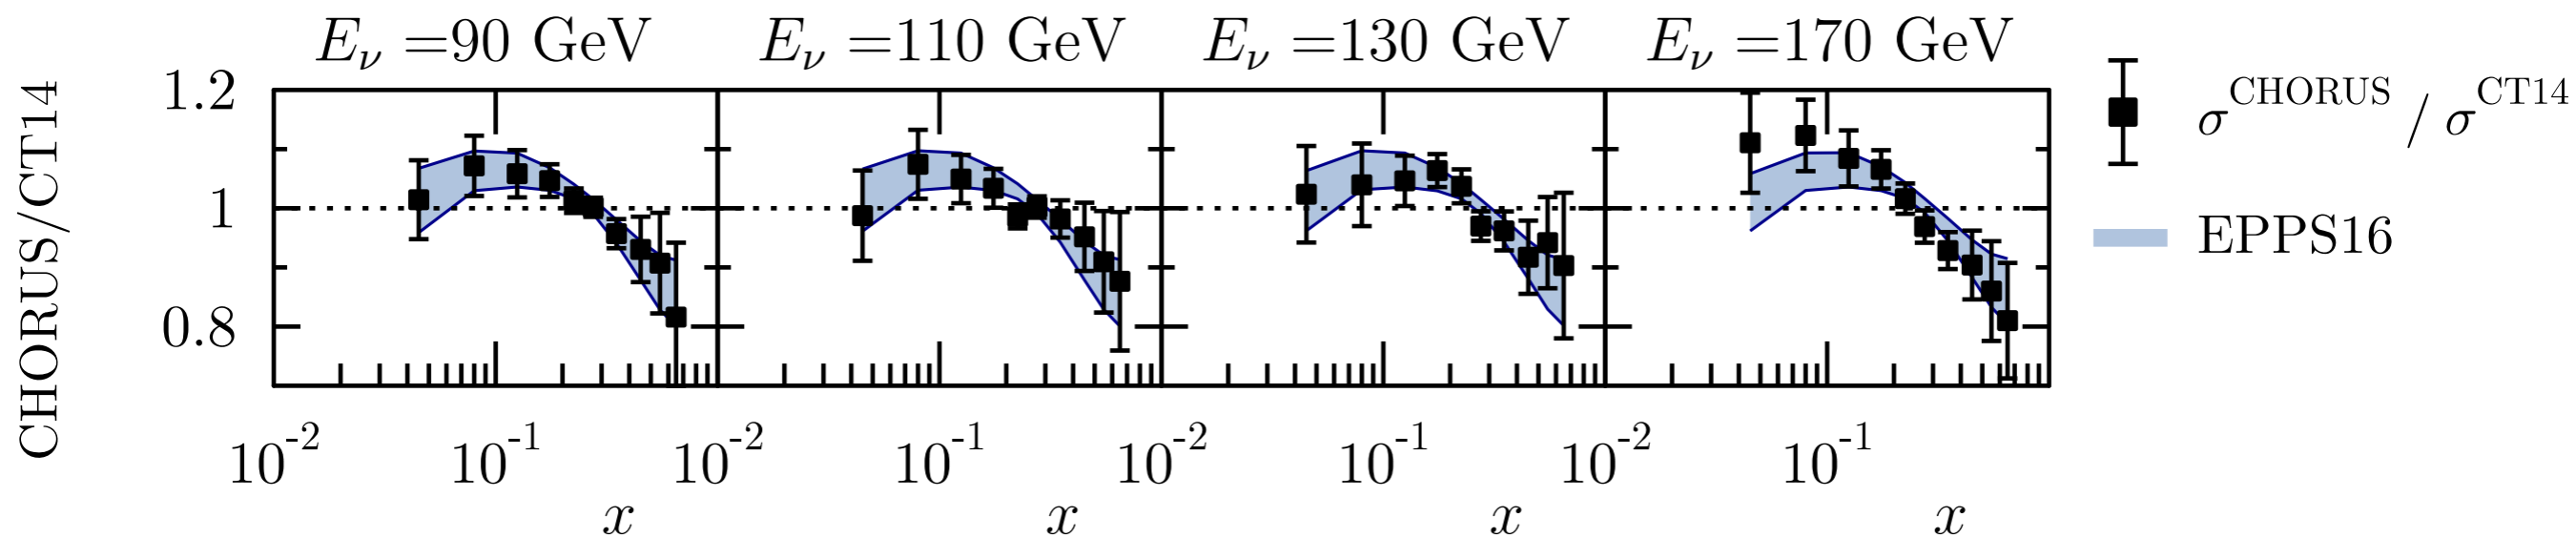 E_ν =90 GeV E_ν =110 GeV E_ν =130 GeV E_ν =170 GeV
CHORUS/CT14
1.2
1
0.8
10^-2 10^-1 10^-2 10^-1 10^-2 10^-1 10^-2 10^-1
x x x x
σ^CHORUS / σ^CT14
EPPS16